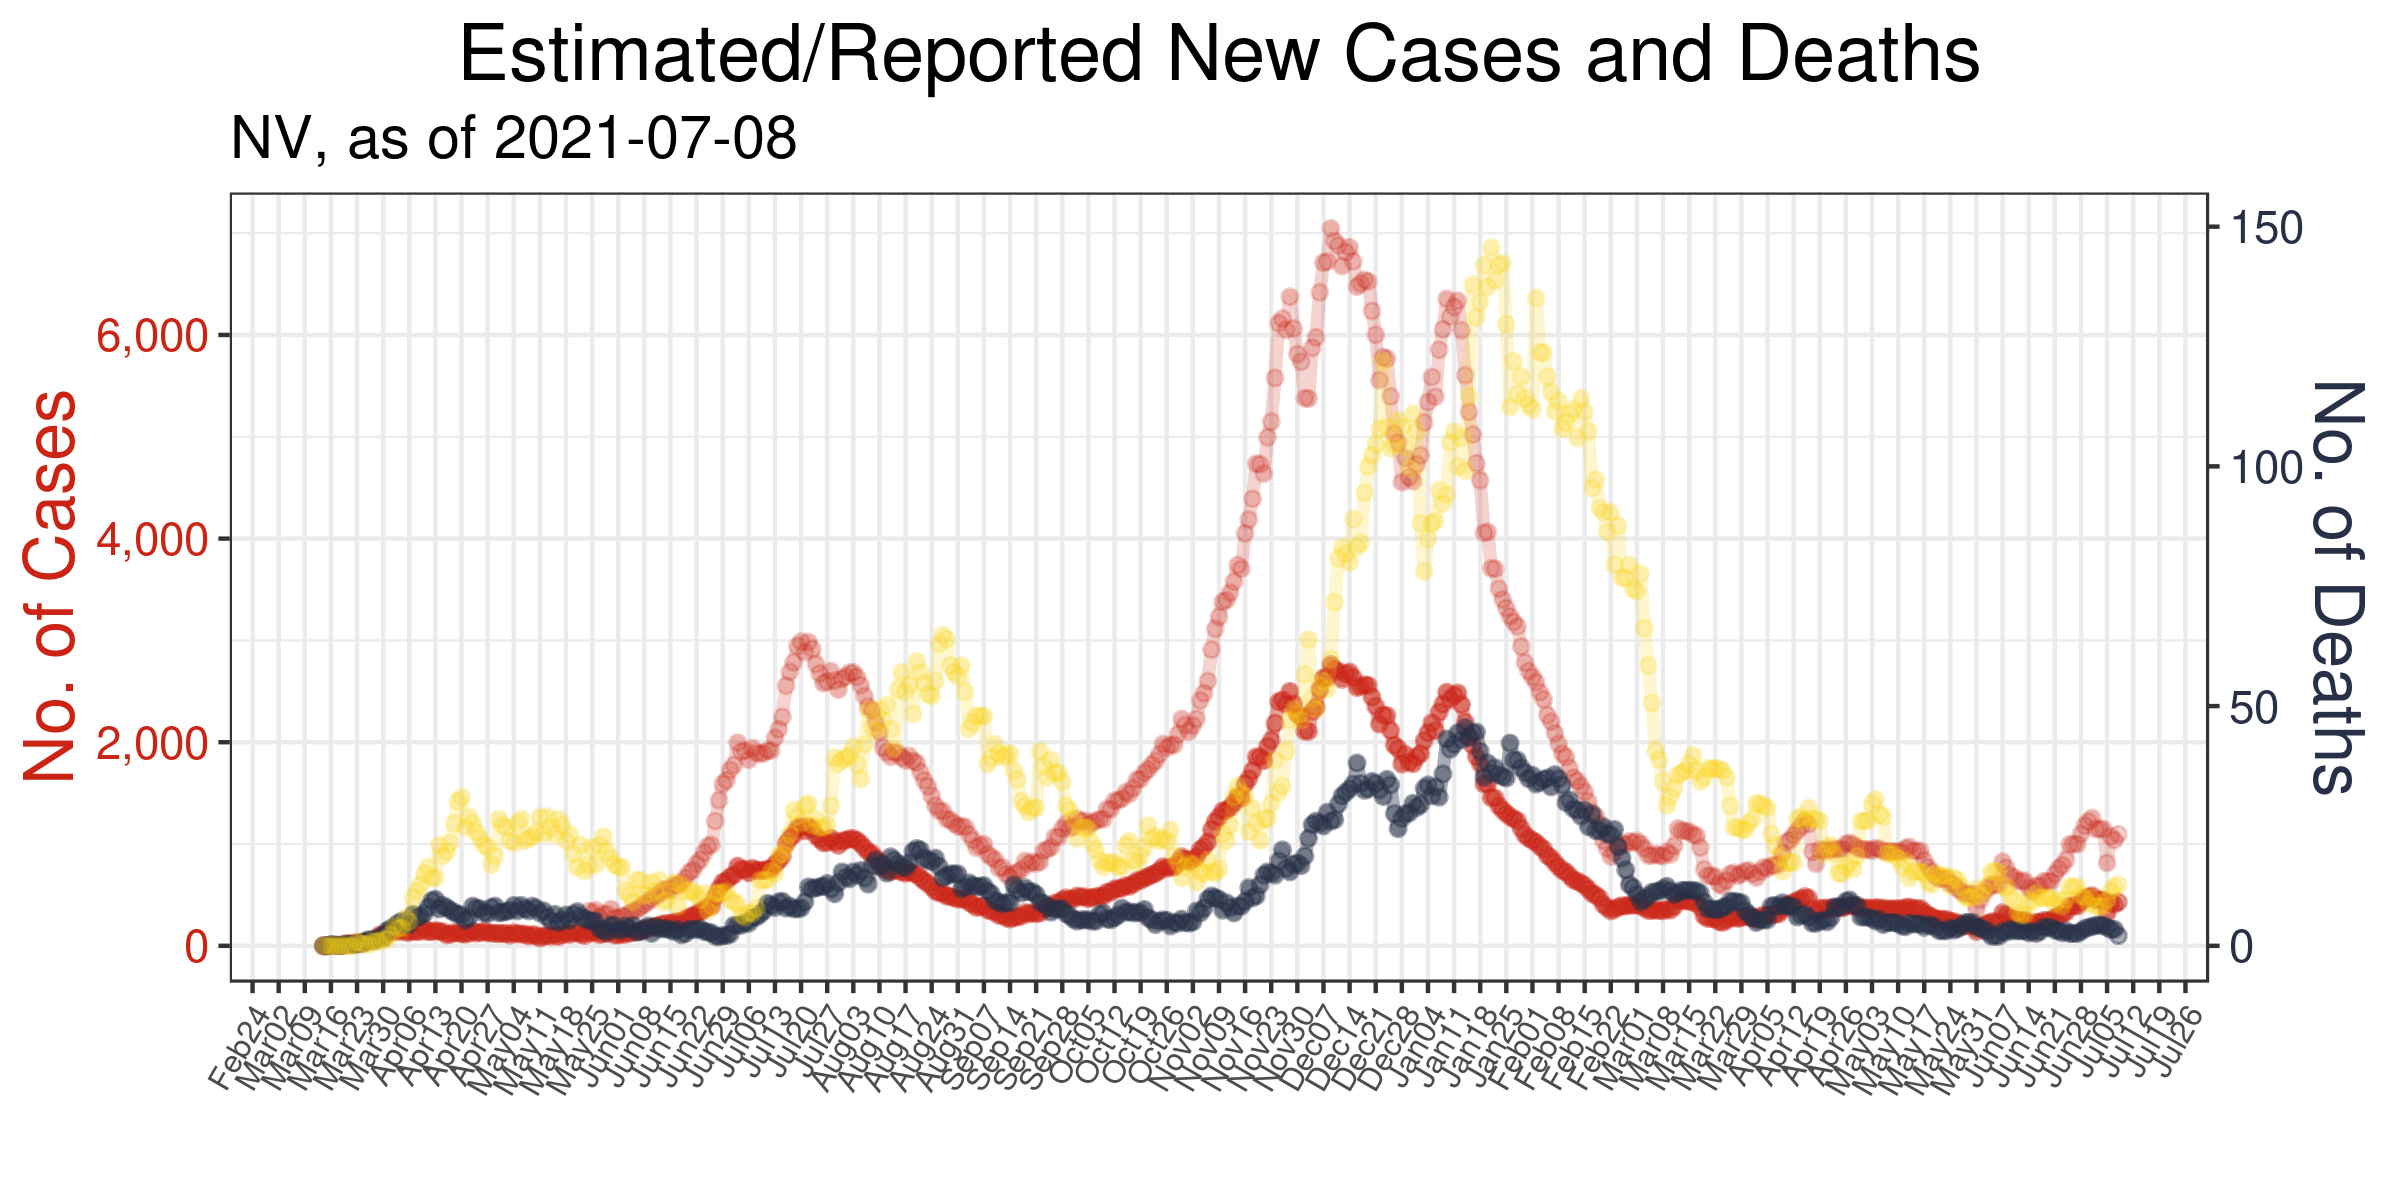 Estimated/Reported New Cases and Deaths
NV, as of 2021-07-08
No. of Cases
6,000
4,000
2,000
0
150
100
50
0
No. of Deaths
Feb24
Mar02
Mar09
Mar16
Mar23
Mar30
Apr06
Apr13
Apr20
Apr27
May04
May11
May18
May25
Jun01
Jun08
Jun15
Jun22
Jun29
Jul06
Jul13
Jul20
Jul27
Aug03
Aug10
Aug17
Aug24
Aug31
Sep07
Sep14
Sep21
Sep28
Oct05
Oct12
Oct19
Oct26
Nov02
Nov09
Nov16
Nov23
Nov30
Dec07
Dec14
Dec21
Dec28
Jan04
Jan11
Jan18
Jan25
Feb01
Feb08
Feb15
Feb22
Mar01
Mar08
Mar15
Mar22
Mar29
Apr05
Apr12
Apr19
Apr26
May03
May10
May17
May24
May31
Jun07
Jun14
Jun21
Jun28
Jul05
Jul12
Jul19
Jul26